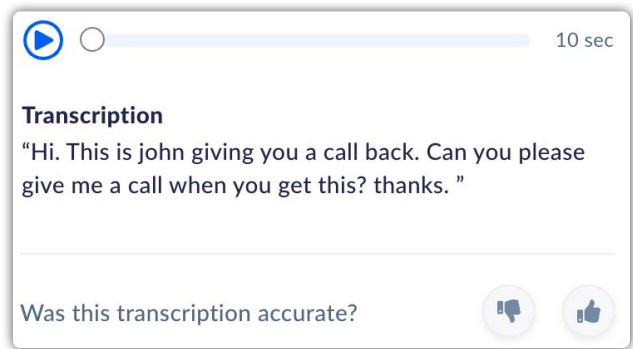 10 sec
Transcription
“Hi. This is john giving you a call back. Can you please
give me a call when you get this? thanks. ”
Was this transcription accurate?